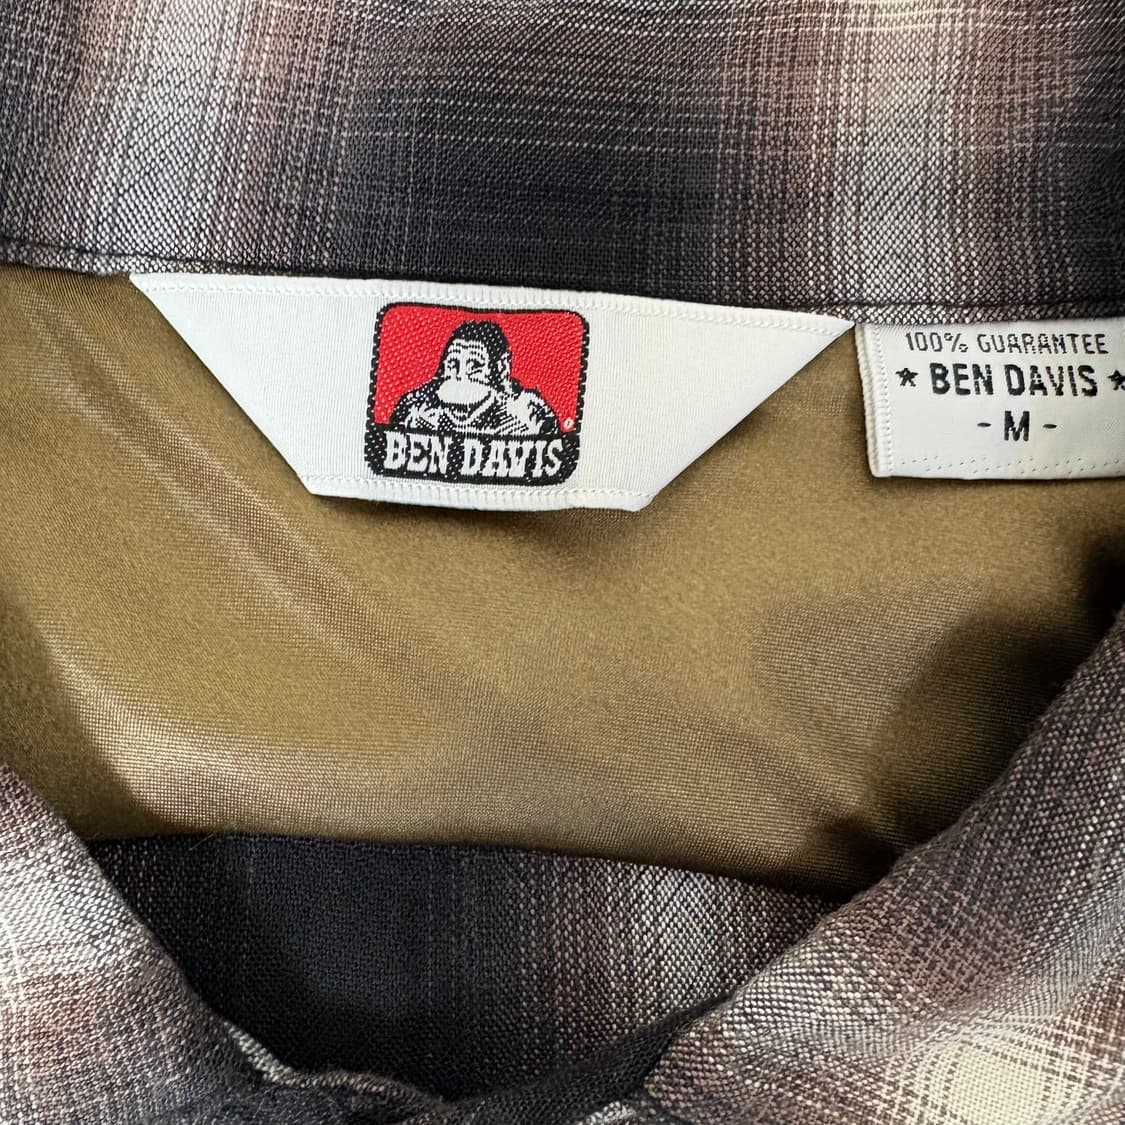 BEN DAVIS
100% GUARANTEE
★ BEN DAVIS ★
- M -